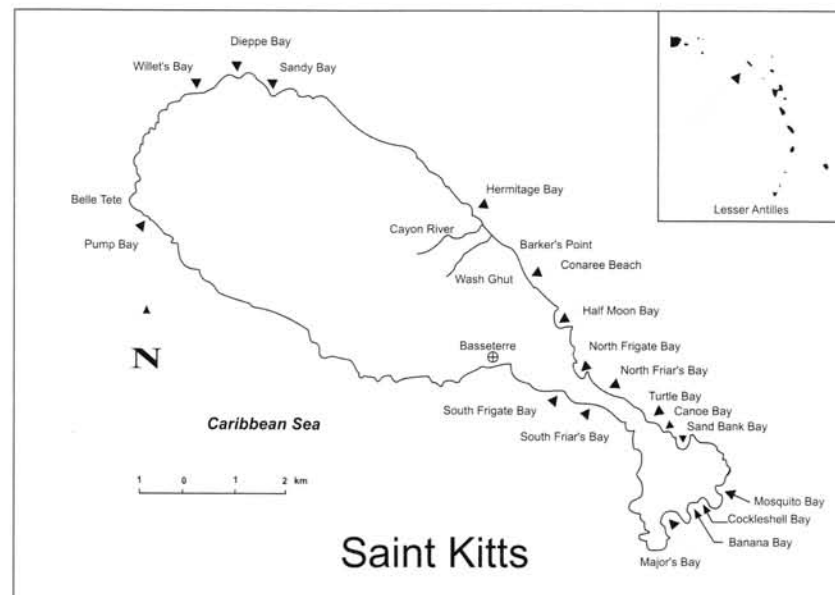 Dieppe Bay
Willet's Bay
Sandy Bay
Lesser Antilles
Hermitage Bay
Belle Tete
Cayon River
Pump Bay
Barker's Point
Conaree Beach
Wash Ghut
Half Moon Bay
N
Basseterre
North Frigate Bay
North Friar's Bay
Turtle Bay
South Frigate Bay
Canoe Bay
Caribbean Sea
Sand Bank Bay
South Friar's Bay
1 0 1 2 km
Mosquito Bay
Cockleshell Bay
Banana Bay
Saint Kitts
Major's Bay